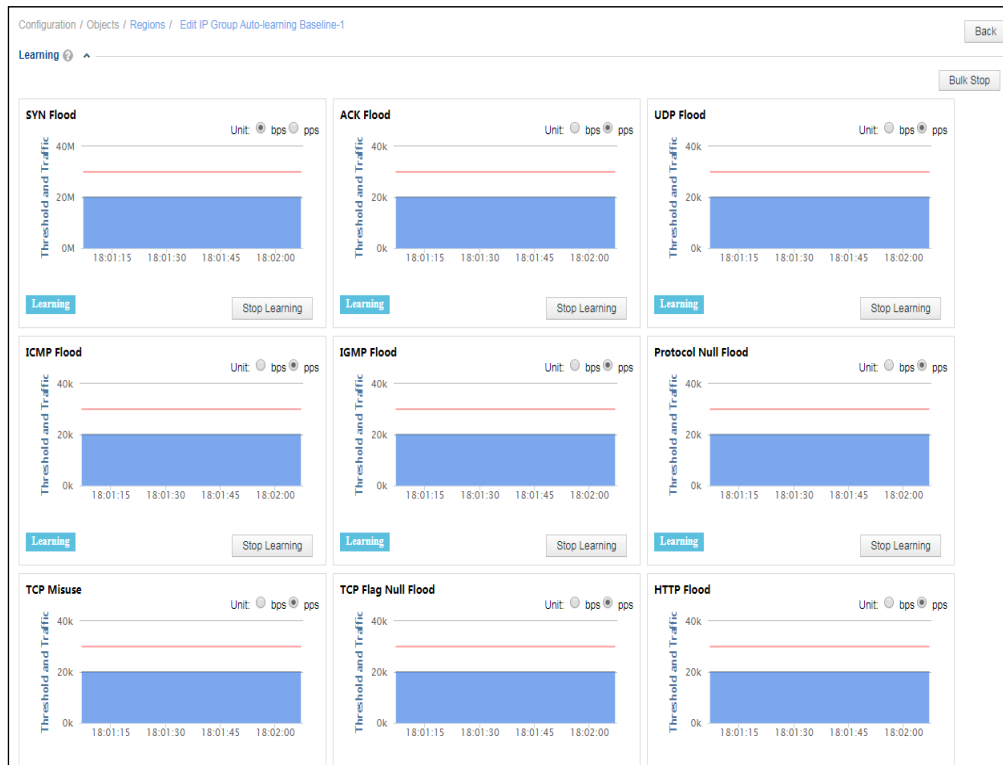 Configuration / Objects / Regions / Edit IP Group Auto-learning Baseline-1
Back
Learning ?
Bulk Stop
SYN Flood
Unit: bps pps
Threshold and Traffic
40M
20M
0M
18:01:15 18:01:30 18:01:45 18:02:00
Learning
Stop Learning
ACK Flood
Unit: bps pps
Threshold and Traffic
40k
20k
0k
18:01:15 18:01:30 18:01:45 18:02:00
Learning
Stop Learning
UDP Flood
Unit: bps pps
Threshold and Traffic
40k
20k
0k
18:01:15 18:01:30 18:01:45 18:02:00
Learning
Stop Learning
ICMP Flood
Unit: bps pps
Threshold and Traffic
40k
20k
0k
18:01:15 18:01:30 18:01:45 18:02:00
Learning
Stop Learning
IGMP Flood
Unit: bps pps
Threshold and Traffic
40k
20k
0k
18:01:15 18:01:30 18:01:45 18:02:00
Learning
Stop Learning
Protocol Null Flood
Unit: bps pps
Threshold and Traffic
40k
20k
0k
18:01:15 18:01:30 18:01:45 18:02:00
Learning
Stop Learning
TCP Misuse
Unit: bps pps
Threshold and Traffic
40k
20k
0k
18:01:15 18:01:30 18:01:45 18:02:00
TCP Flag Null Flood
Unit: bps pps
Threshold and Traffic
40k
20k
0k
18:01:15 18:01:30 18:01:45 18:02:00
HTTP Flood
Unit: bps pps
Threshold and Traffic
40k
20k
0k
18:01:15 18:01:30 18:01:45 18:02:00